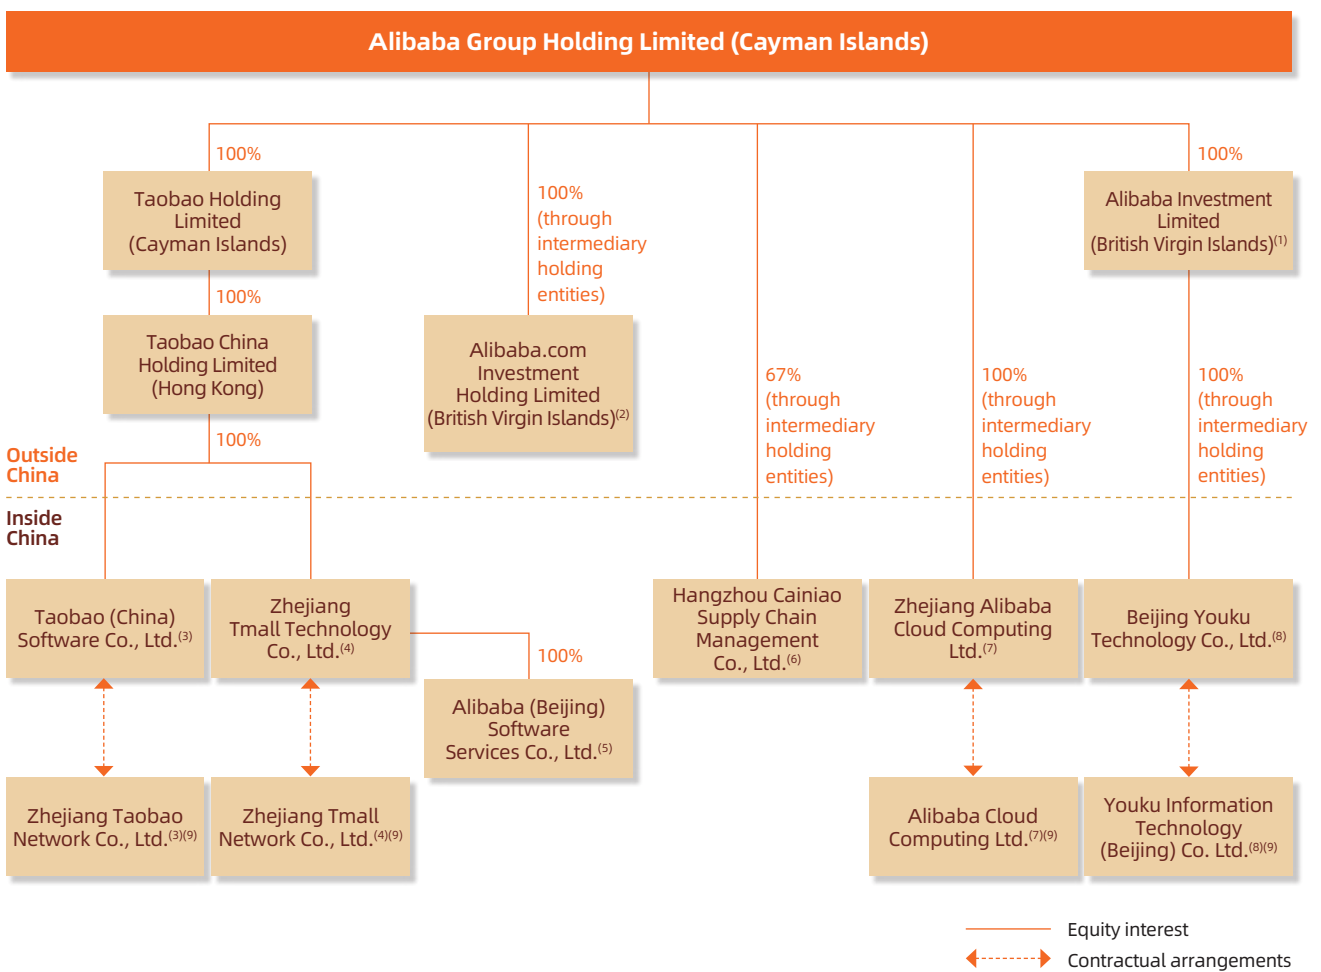 Alibaba Group Holding Limited (Cayman Islands)
100%
Taobao Holding
Limited
(Cayman Islands)
100%
Taobao China
Holding Limited
(Hong Kong)
100%
100%
(through
intermediary
holding
entities)
Alibaba.com
Investment
Holding Limited
(British Virgin Islands)(2)
67%
(through
intermediary
holding
entities)
100%
(through
intermediary
holding
entities)
100%
Alibaba Investment
Limited
(British Virgin Islands)(1)
100%
(through
intermediary
holding
entities)
Outside
China
Inside
China
Taobao (China)
Software Co., Ltd.(3)
Zhejiang
Tmall Technology
Co., Ltd.(4)
100%
Alibaba (Beijing)
Software
Services Co., Ltd.(5)
Hangzhou Cainiao
Supply Chain
Management
Co., Ltd.(6)
Zhejiang Alibaba
Cloud Computing
Ltd.(7)
Beijing Youku
Technology Co., Ltd.(8)
Zhejiang Taobao
Network Co., Ltd.(3)(9)
Zhejiang Tmall
Network Co., Ltd.(4)(9)
Alibaba Cloud
Computing Ltd.(7)(9)
Youku Information
Technology
(Beijing) Co. Ltd.(8)(9)
Equity interest
Contractual arrangements